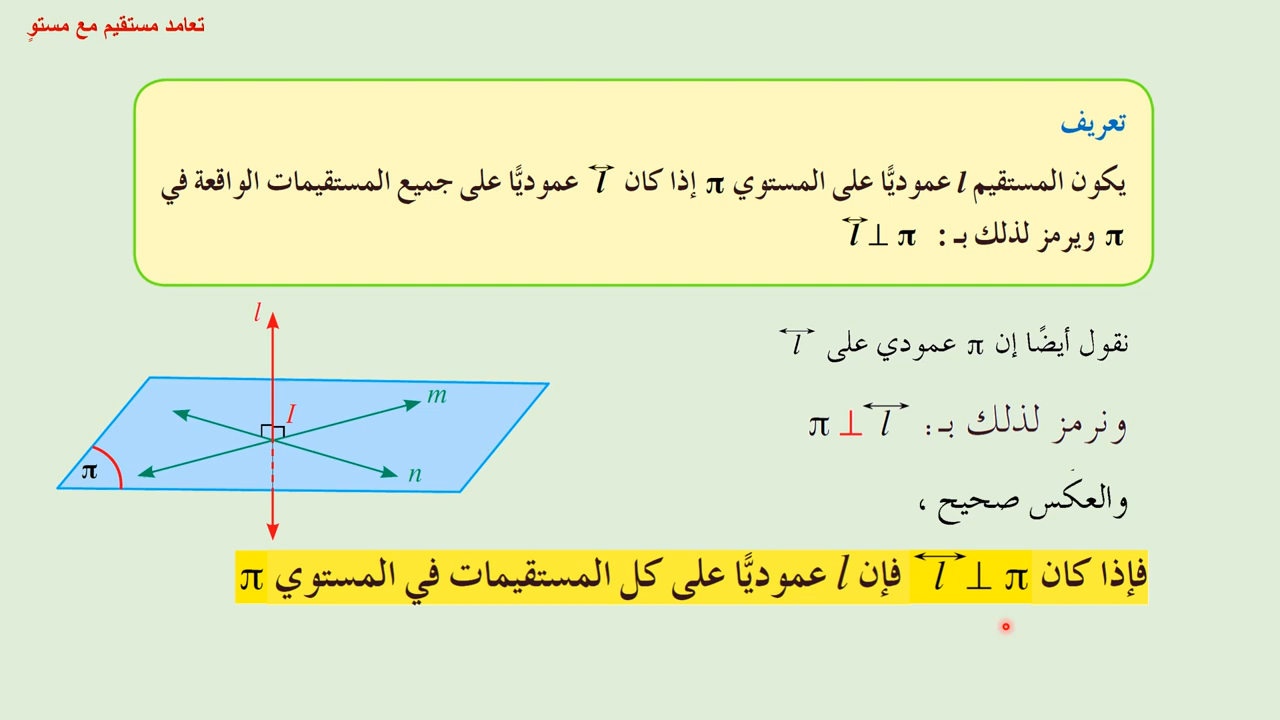 تعامد مستقيم مع مستوٍ
تعريف
يكون المستقيم l عموديًّا على المستوي π إذا كان l عموديًّا على جميع المستقيمات الواقعة في
π ويرمز لذلك بـ : l ⊥ π
نقول أيضًا إن π عمودي على l
ونرمز لذلك بـ: π ⊥ l
والعكس صحيح ،
l
m
I
n
π
فإذا كان l ⊥ π فإن l عموديًّا على كل المستقيمات في المستوي π